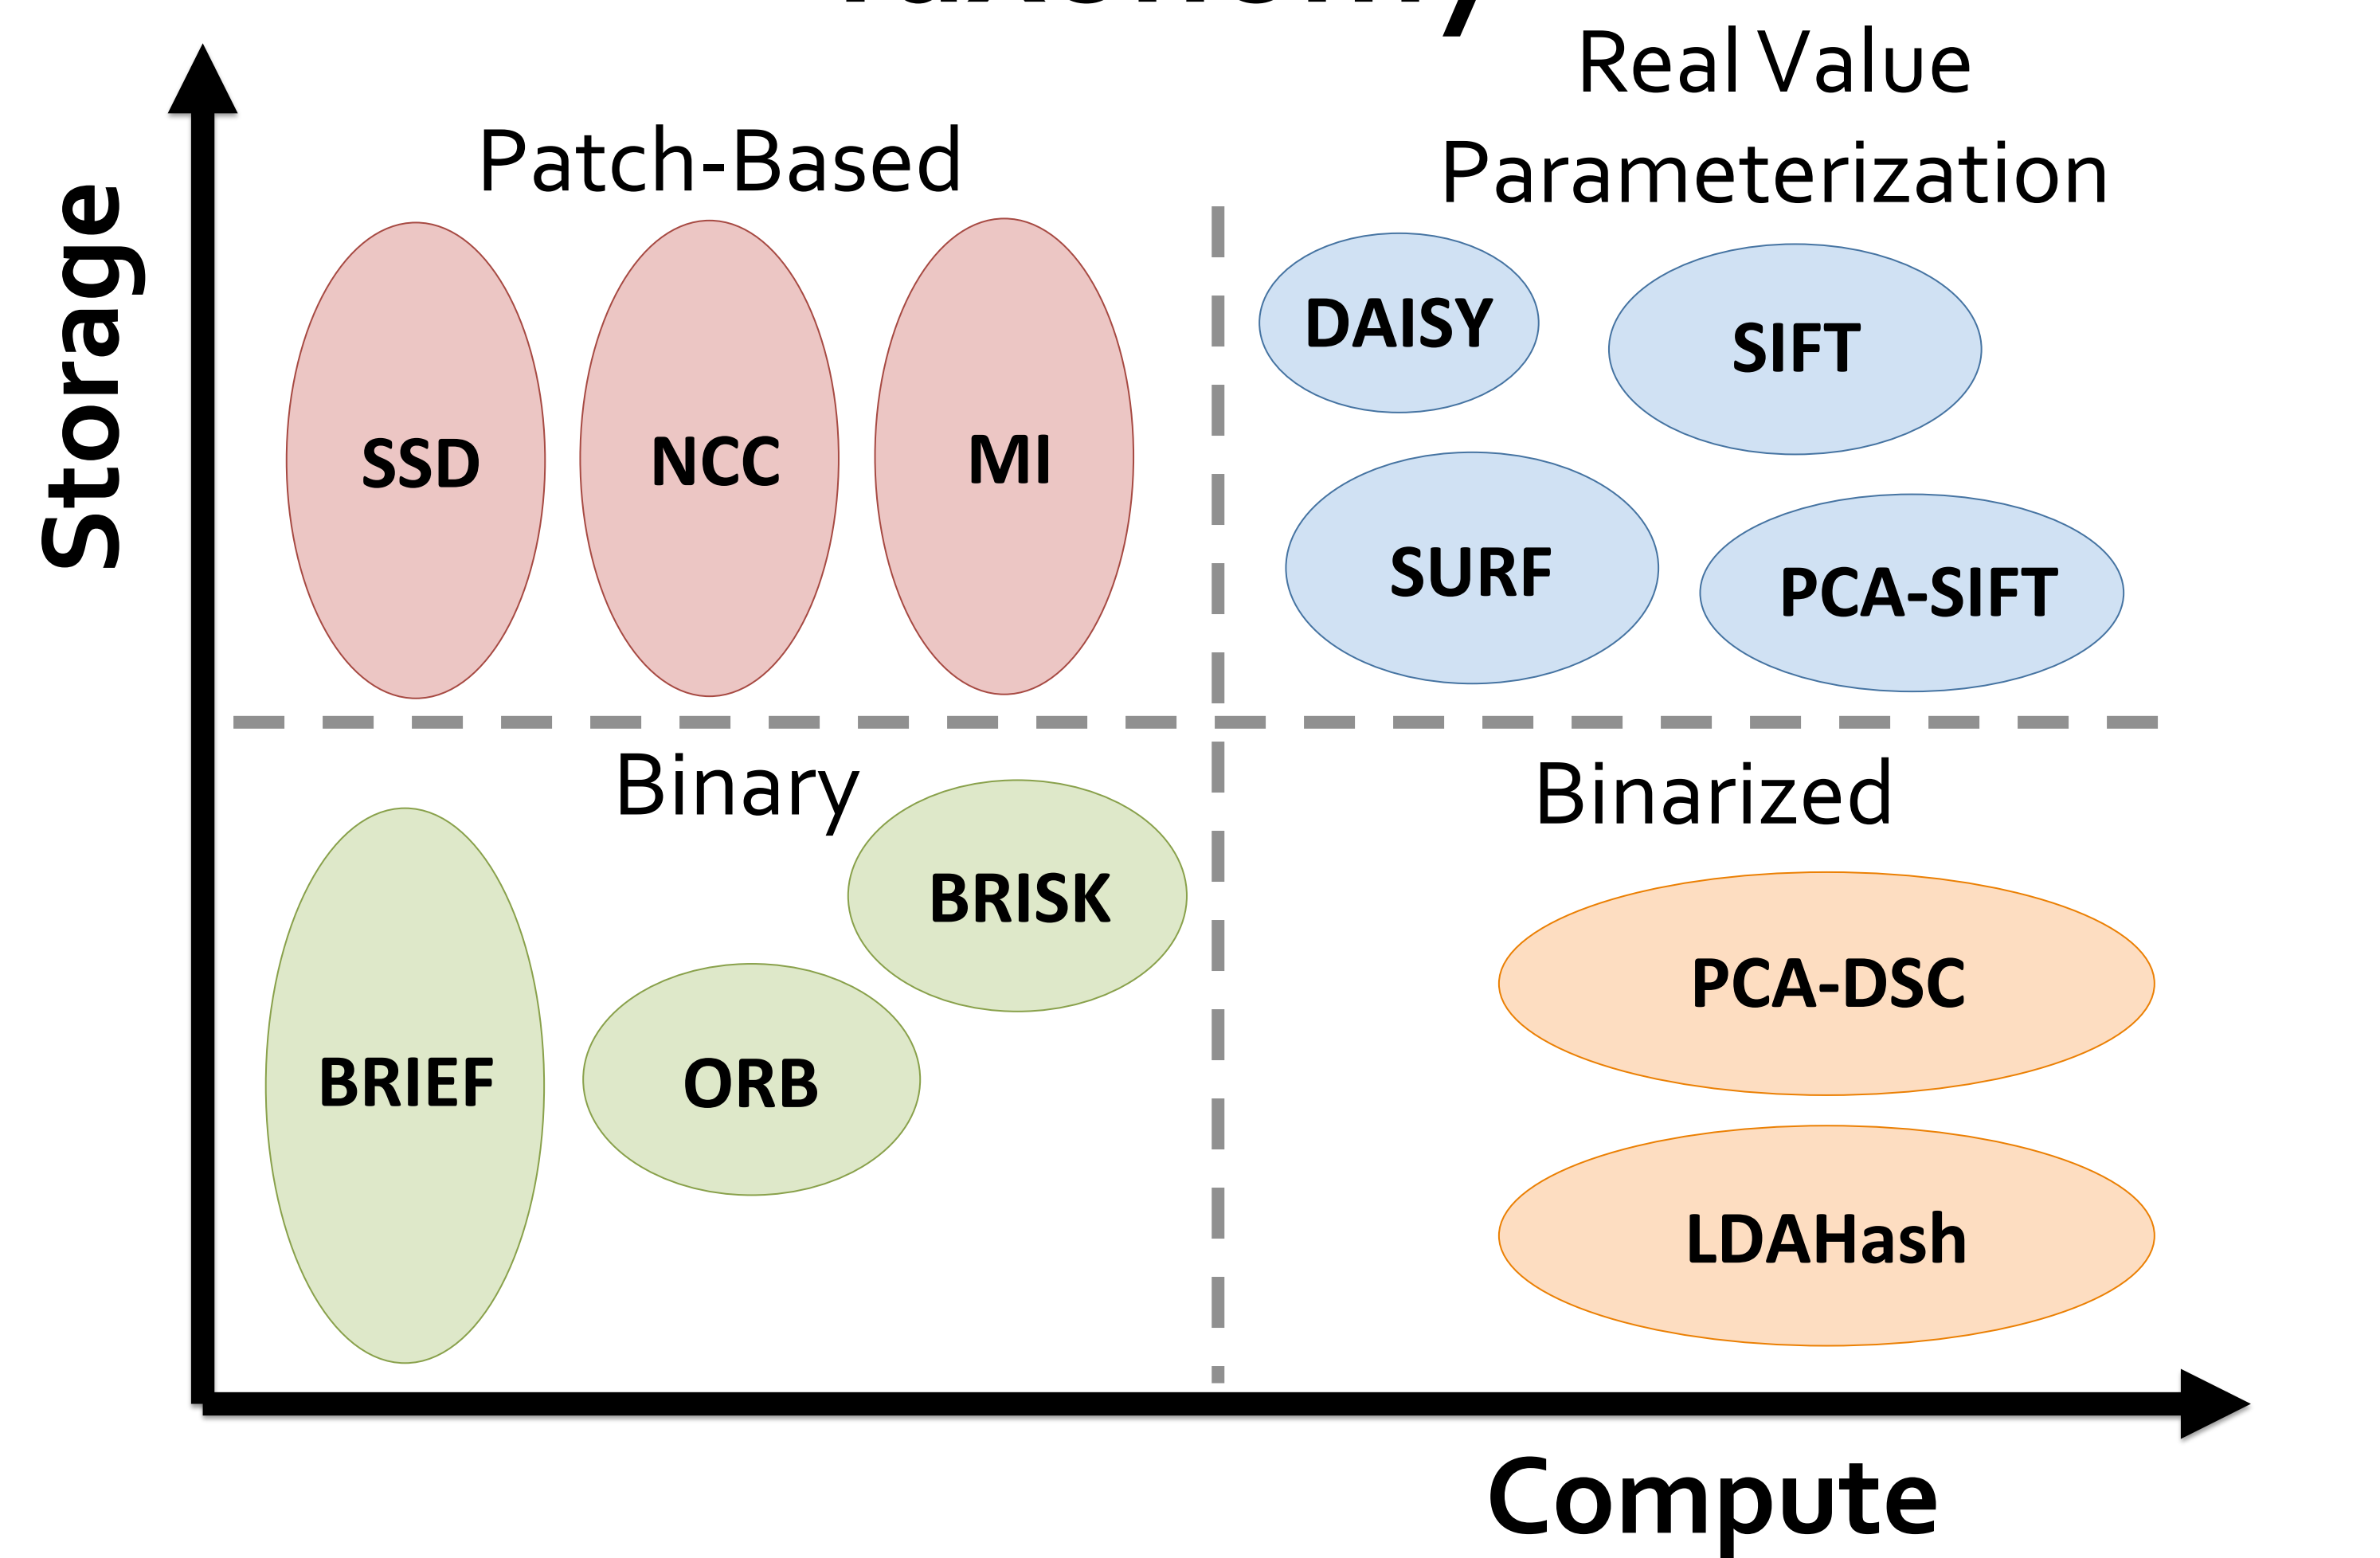 Real Value
Parameterization
Patch-Based
Storage
DAISY
SIFT
SSD
NCC
MI
SURF
PCA-SIFT
Binary
Binarized
BRISK
PCA-DSC
BRIEF
ORB
LDAHash
Compute